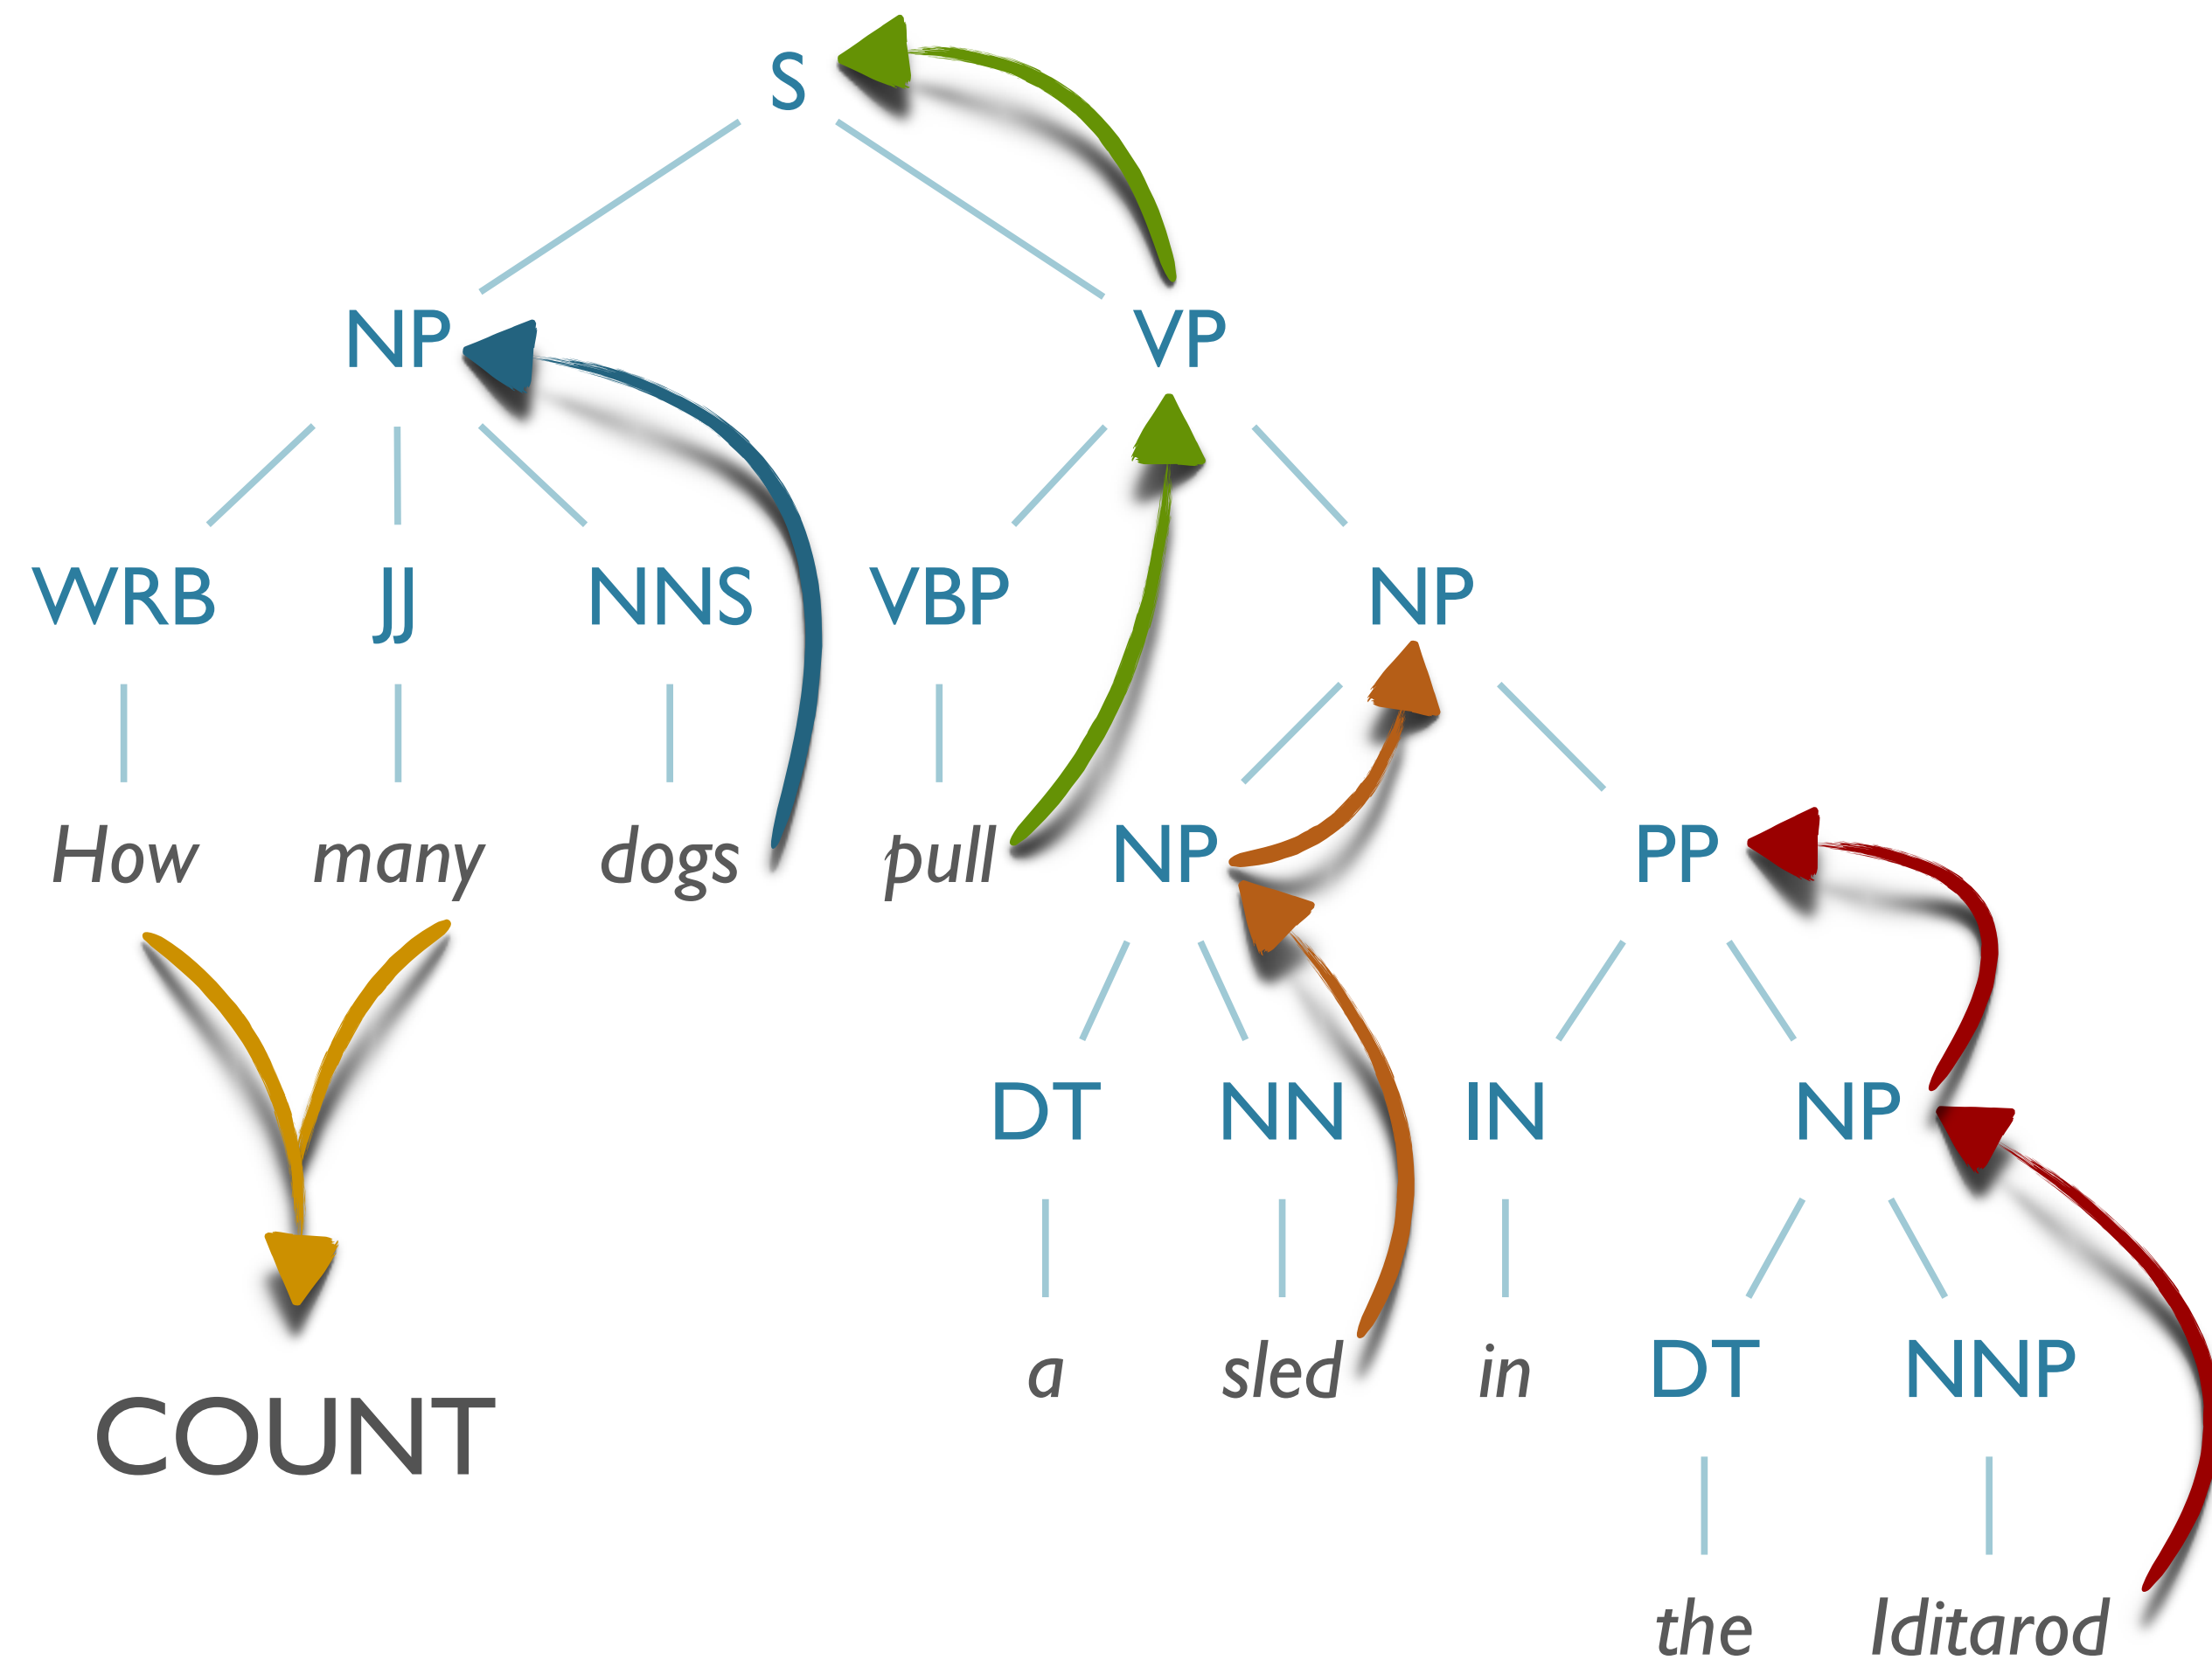 S
NP VP
WRB JJ NNS VBP NP
How many dogs pull NP PP
DT NN IN NP
a sled in DT NNP
COUNT
the Iditarod